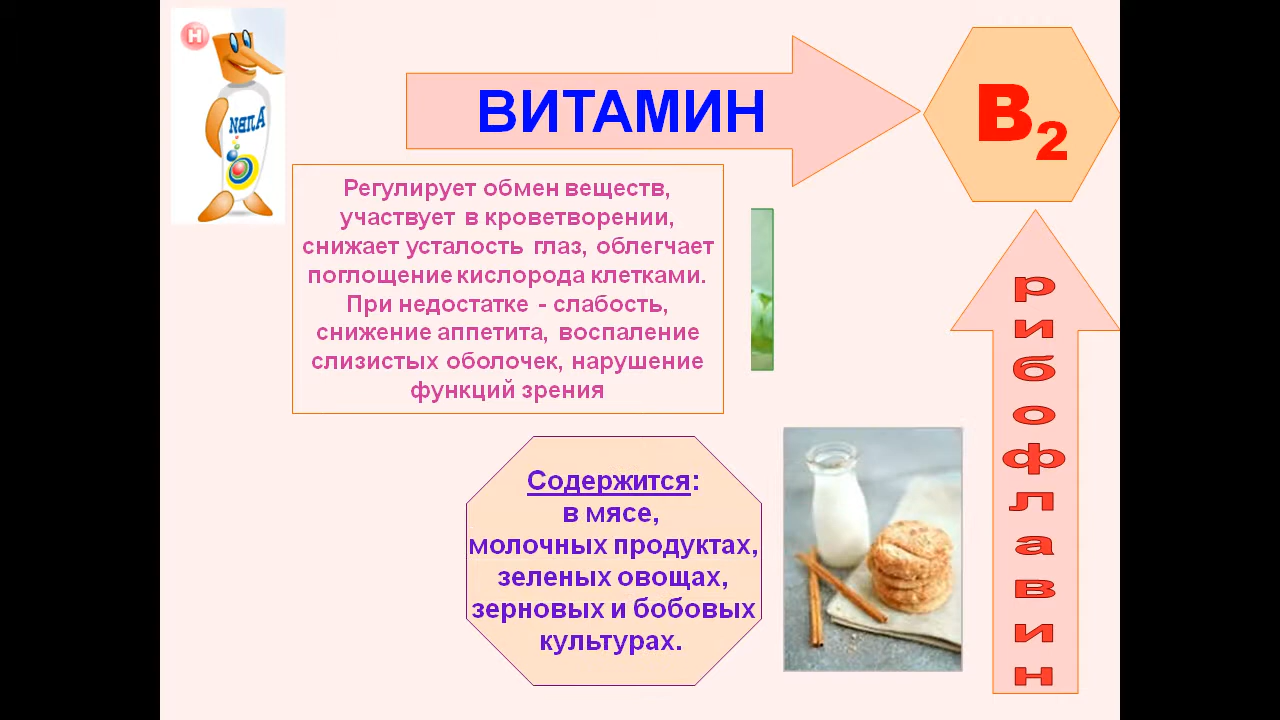 Н
NапА
ВИТАМИН
В2
Регулирует обмен веществ,
участвует в кроветворении,
снижает усталость глаз, облегчает
поглощение кислорода клетками.
При недостатке - слабость,
снижение аппетита, воспаление
слизистых оболочек, нарушение
функций зрения
рибофлавин
Содержится:
в мясе,
молочных продуктах,
зеленых овощах,
зерновых и бобовых
культурах.